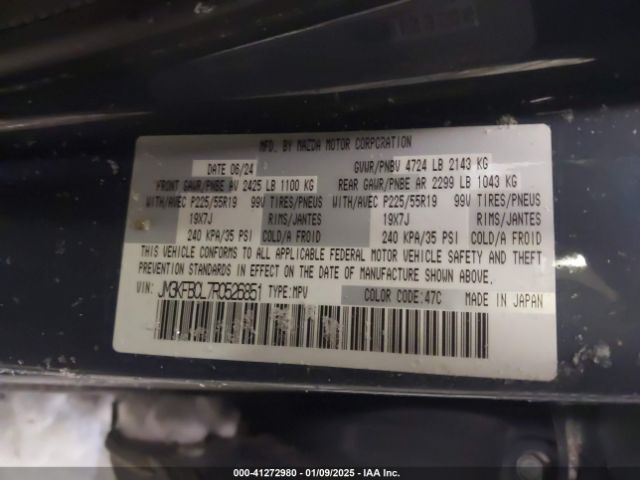 MFD. BY MAZDA MOTOR CORPORATION
DATE 06/24 GVWR/PNBV 4724 LB 2143 KG
FRONT GAWR/PNBE AV 2425 LB 1100 KG REAR GAWR/PNBE AR 2299 LB 1043 KG
WITH/AVEC P225/55R19 99V TIRES/PNEUS WITH/AVEC P225/55R19 99V TIRES/PNEUS
19X7J RIMS/JANTES 19X7J RIMS/JANTES
240 KPA/35 PSI COLD/A FROID 240 KPA/35 PSI COLD/A FROID
THIS VEHICLE CONFORMS TO ALL APPLICABLE FEDERAL MOTOR VEHICLE SAFETY AND THEFT
PREVENTION STANDARDS IN EFFECT ON THE DATE OF MANUFACTURE SHOWN ABOVE.
VIN: JM3KFBCL7R0526851 TYPE:MPV COLOR CODE:47C MADE IN JAPAN
000-41272980 - 01/09/2025 - IAA Inc.